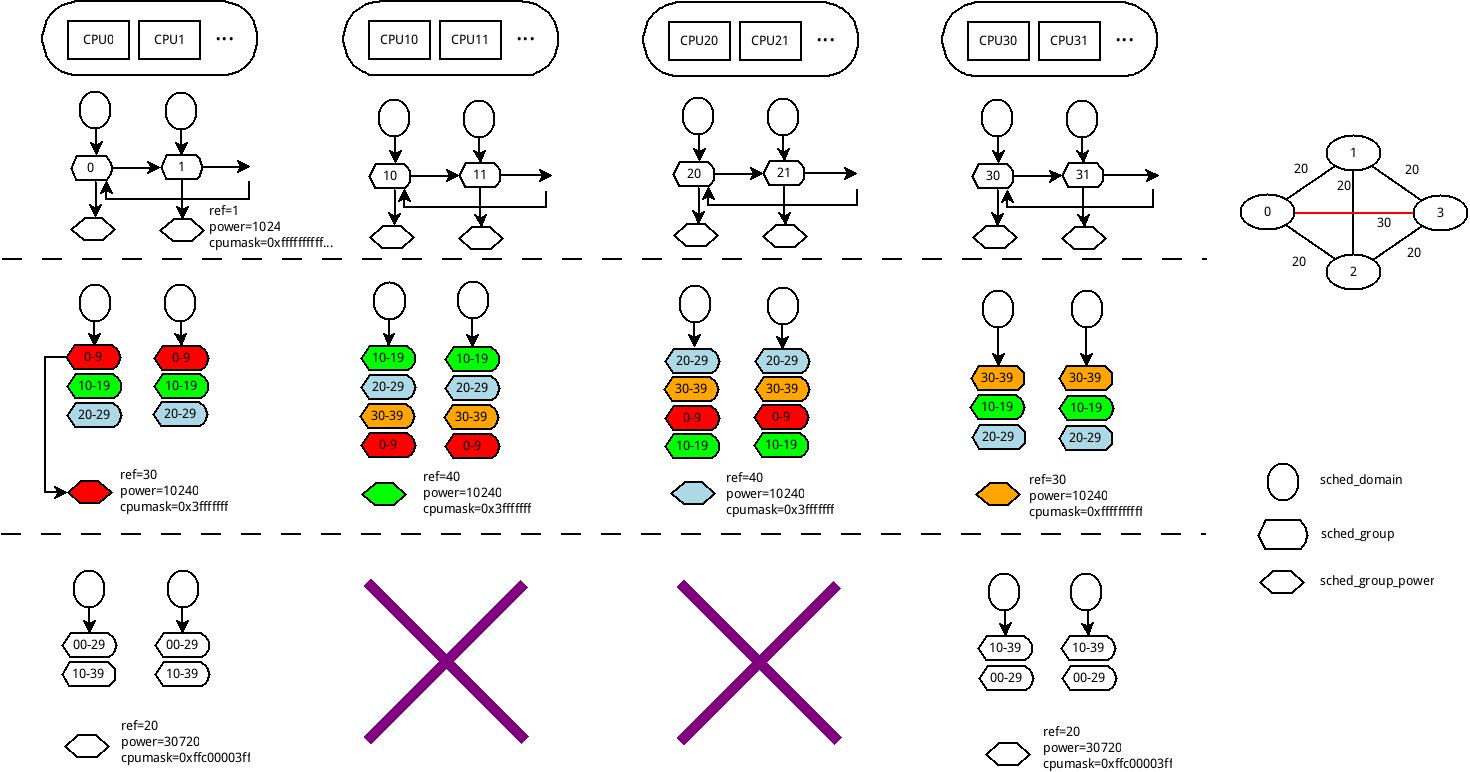 CPU0 CPU1 ...
CPU10 CPU11 ...
CPU20 CPU21 ...
CPU30 CPU31 ...
0 1
10 11
20 21
30 31
ref=1
power=1024
cpumask=0xffffffffff...
1
20 20
20
0 3
30
20 20
2
0-9 0-9
10-19 10-19
20-29 20-29
ref=30
power=10240
cpumask=0x3fffffff
10-19 10-19
20-29 20-29
30-39 30-39
0-9 0-9
ref=40
power=10240
cpumask=0x3fffffff
20-29 20-29
30-39 30-39
0-9 0-9
10-19 10-19
ref=40
power=10240
cpumask=0x3fffffff
30-39 30-39
10-19 10-19
20-29 20-29
ref=30
power=10240
cpumask=0xffffffffff
sched_domain
sched_group
sched_group_power
00-29 00-29
10-39 10-39
ref=20
power=30720
cpumask=0xffc00003ff
10-39 10-39
00-29 00-29
ref=20
power=30720
cpumask=0xffc00003ff